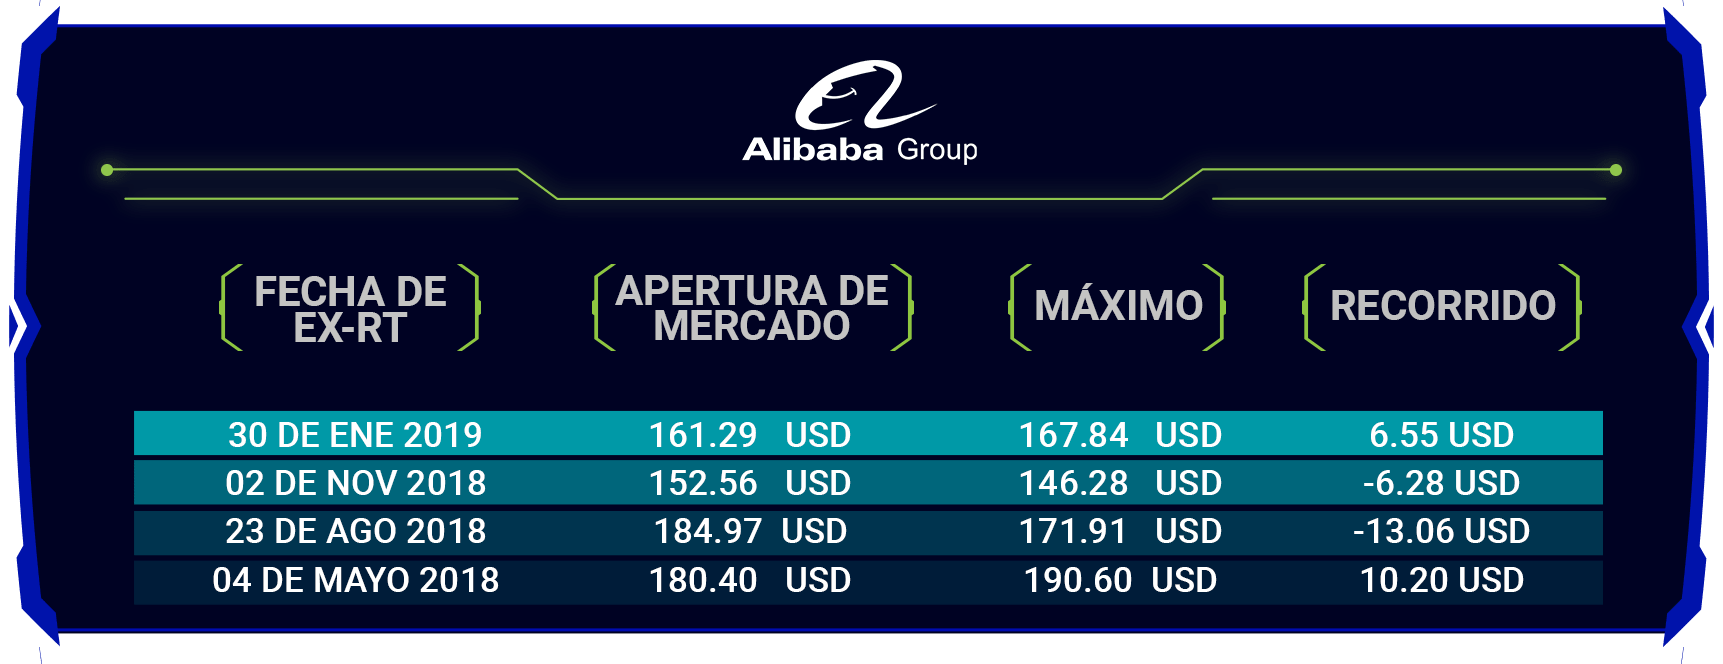 Alibaba Group
FECHA DE
EX-RT
APERTURA DE
MERCADO
MÁXIMO
RECORRIDO
30 DE ENE 2019 161.29 USD 167.84 USD 6.55 USD
02 DE NOV 2018 152.56 USD 146.28 USD -6.28 USD
23 DE AGO 2018 184.97 USD 171.91 USD -13.06 USD
04 DE MAYO 2018 180.40 USD 190.60 USD 10.20 USD